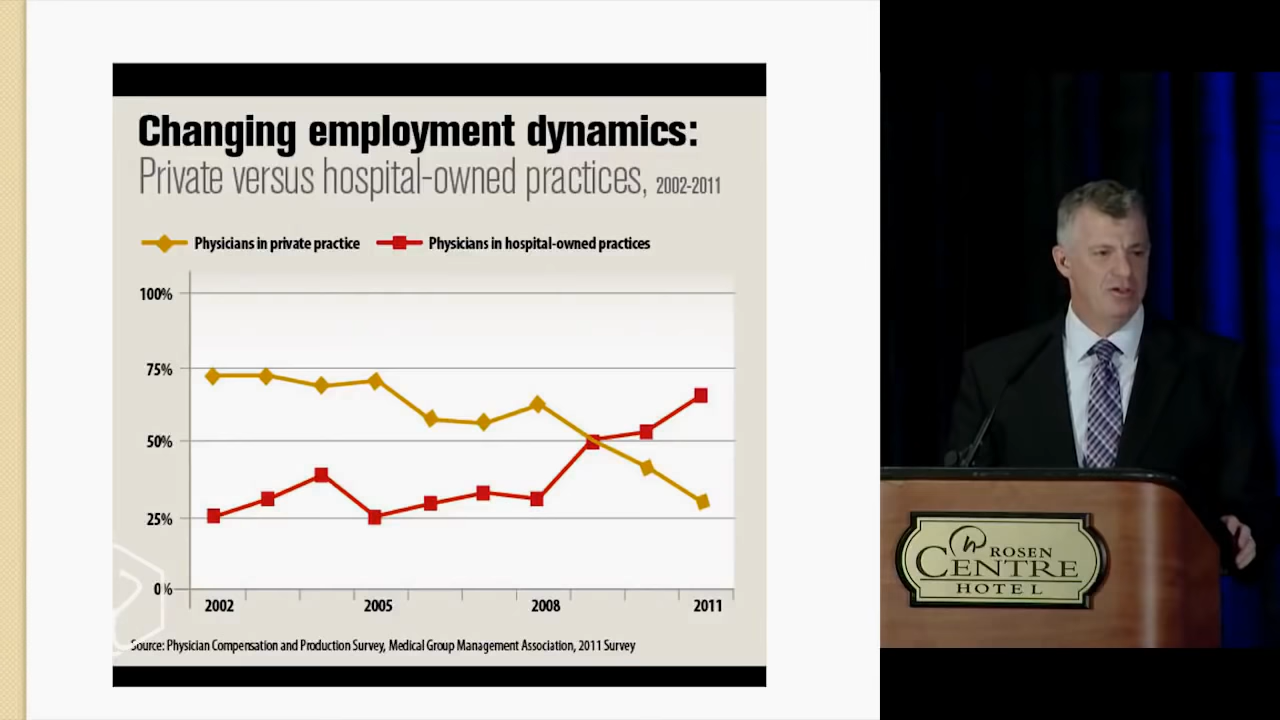 Changing employment dynamics:
Private versus hospital-owned practices, 2002-2011
Physicians in private practice
Physicians in hospital-owned practices
100%
75%
50%
25%
0%
2002
2005
2008
2011
Source: Physician Compensation and Production Survey, Medical Group Management Association, 2011 Survey
ROSEN
CENTRE
HOTEL